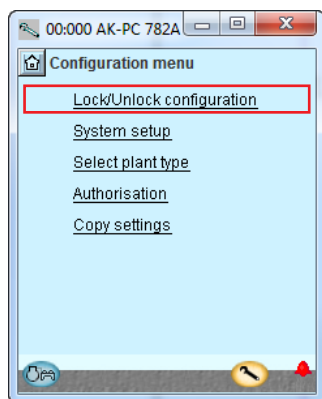 00:000 AK-PC 782A
Configuration menu
Lock/Unlock configuration
System setup
Select plant type
Authorisation
Copy settings